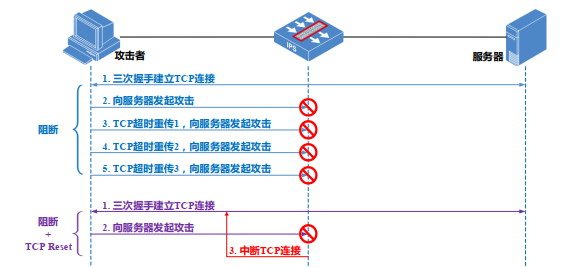 IPS
攻击者
服务器
1. 三次握手建立TCP连接
2. 向服务器发起攻击
阻断
3. TCP超时重传1，向服务器发起攻击
4. TCP超时重传2，向服务器发起攻击
5. TCP超时重传3，向服务器发起攻击
1. 三次握手建立TCP连接
阻断
+
TCP Reset
2. 向服务器发起攻击
3. 中断TCP连接